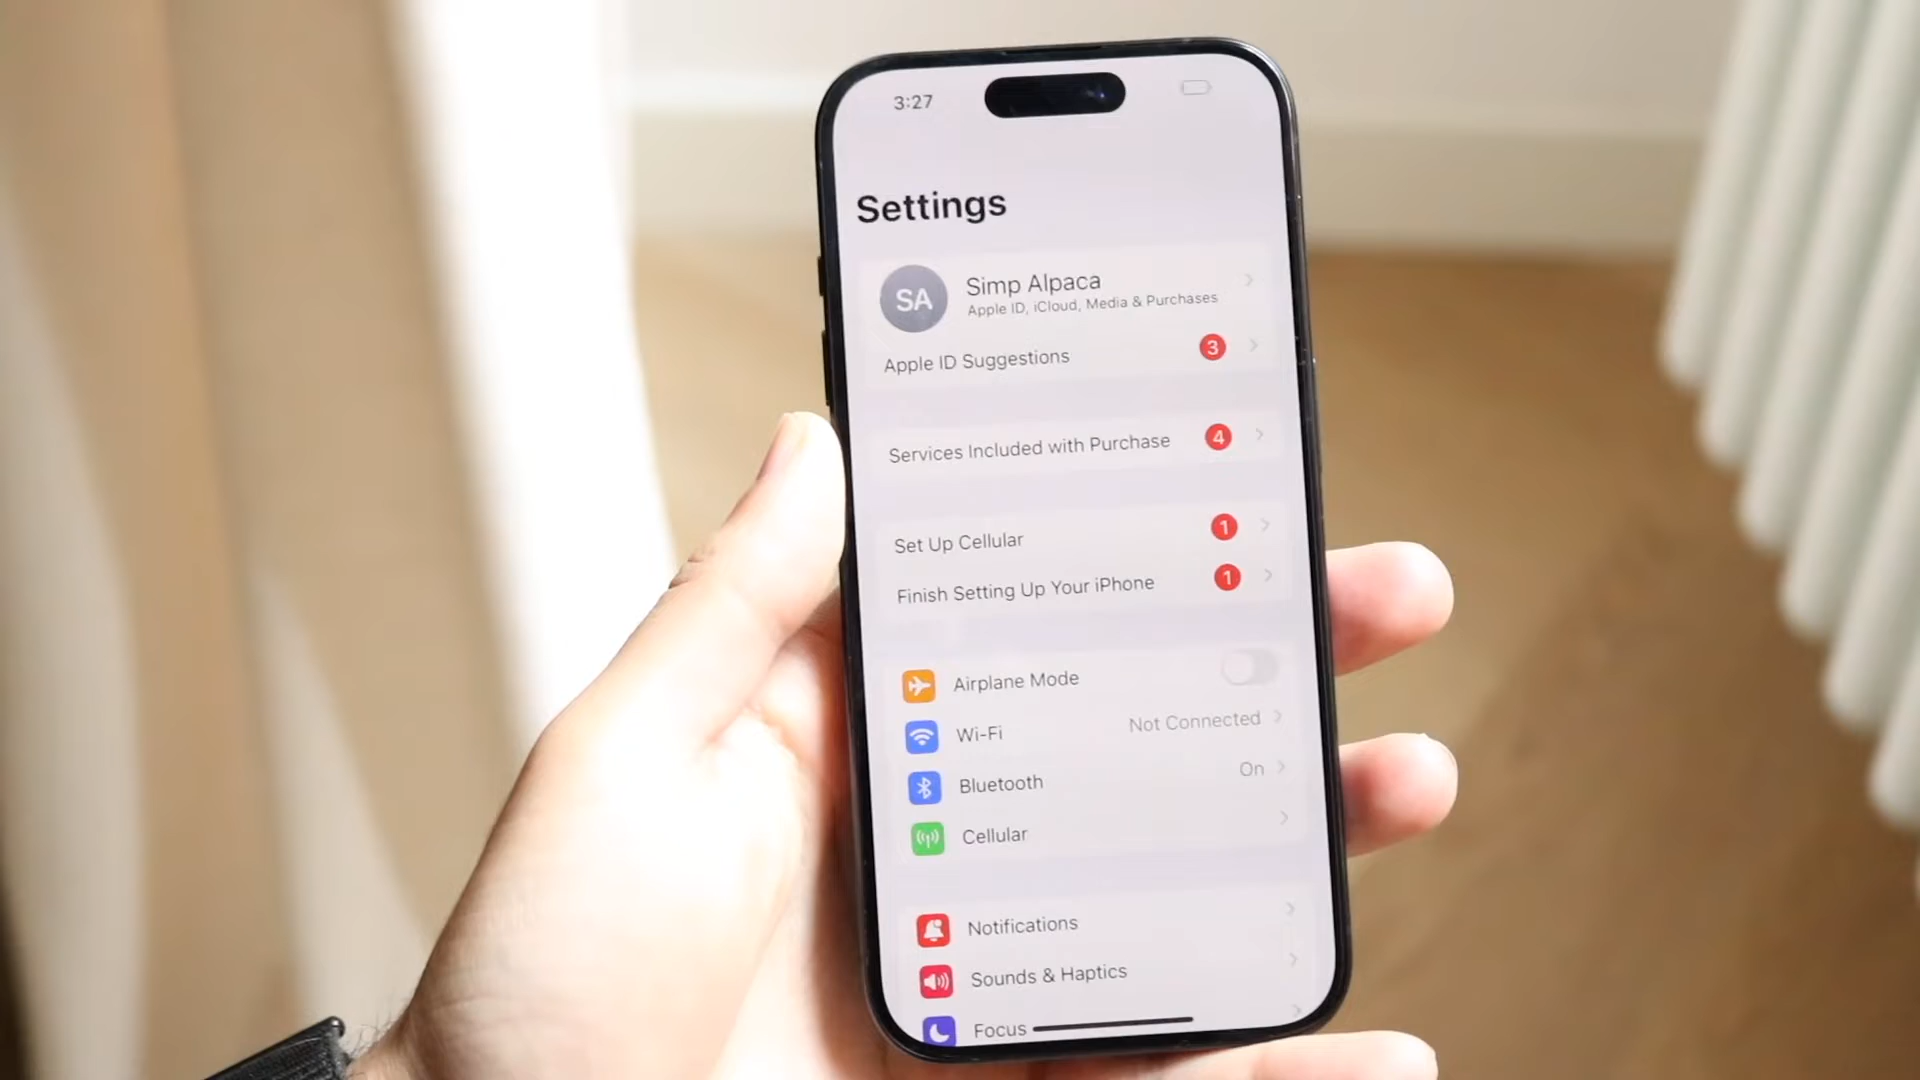 3:27
Settings
SA
Simp Alpaca
Apple ID, iCloud, Media & Purchases
Apple ID Suggestions 3
Services Included with Purchase 4
Set Up Cellular 1
Finish Setting Up Your iPhone 1
Airplane Mode
Wi-Fi Not Connected
Bluetooth On
Cellular
Notifications
Sounds & Haptics
Focus